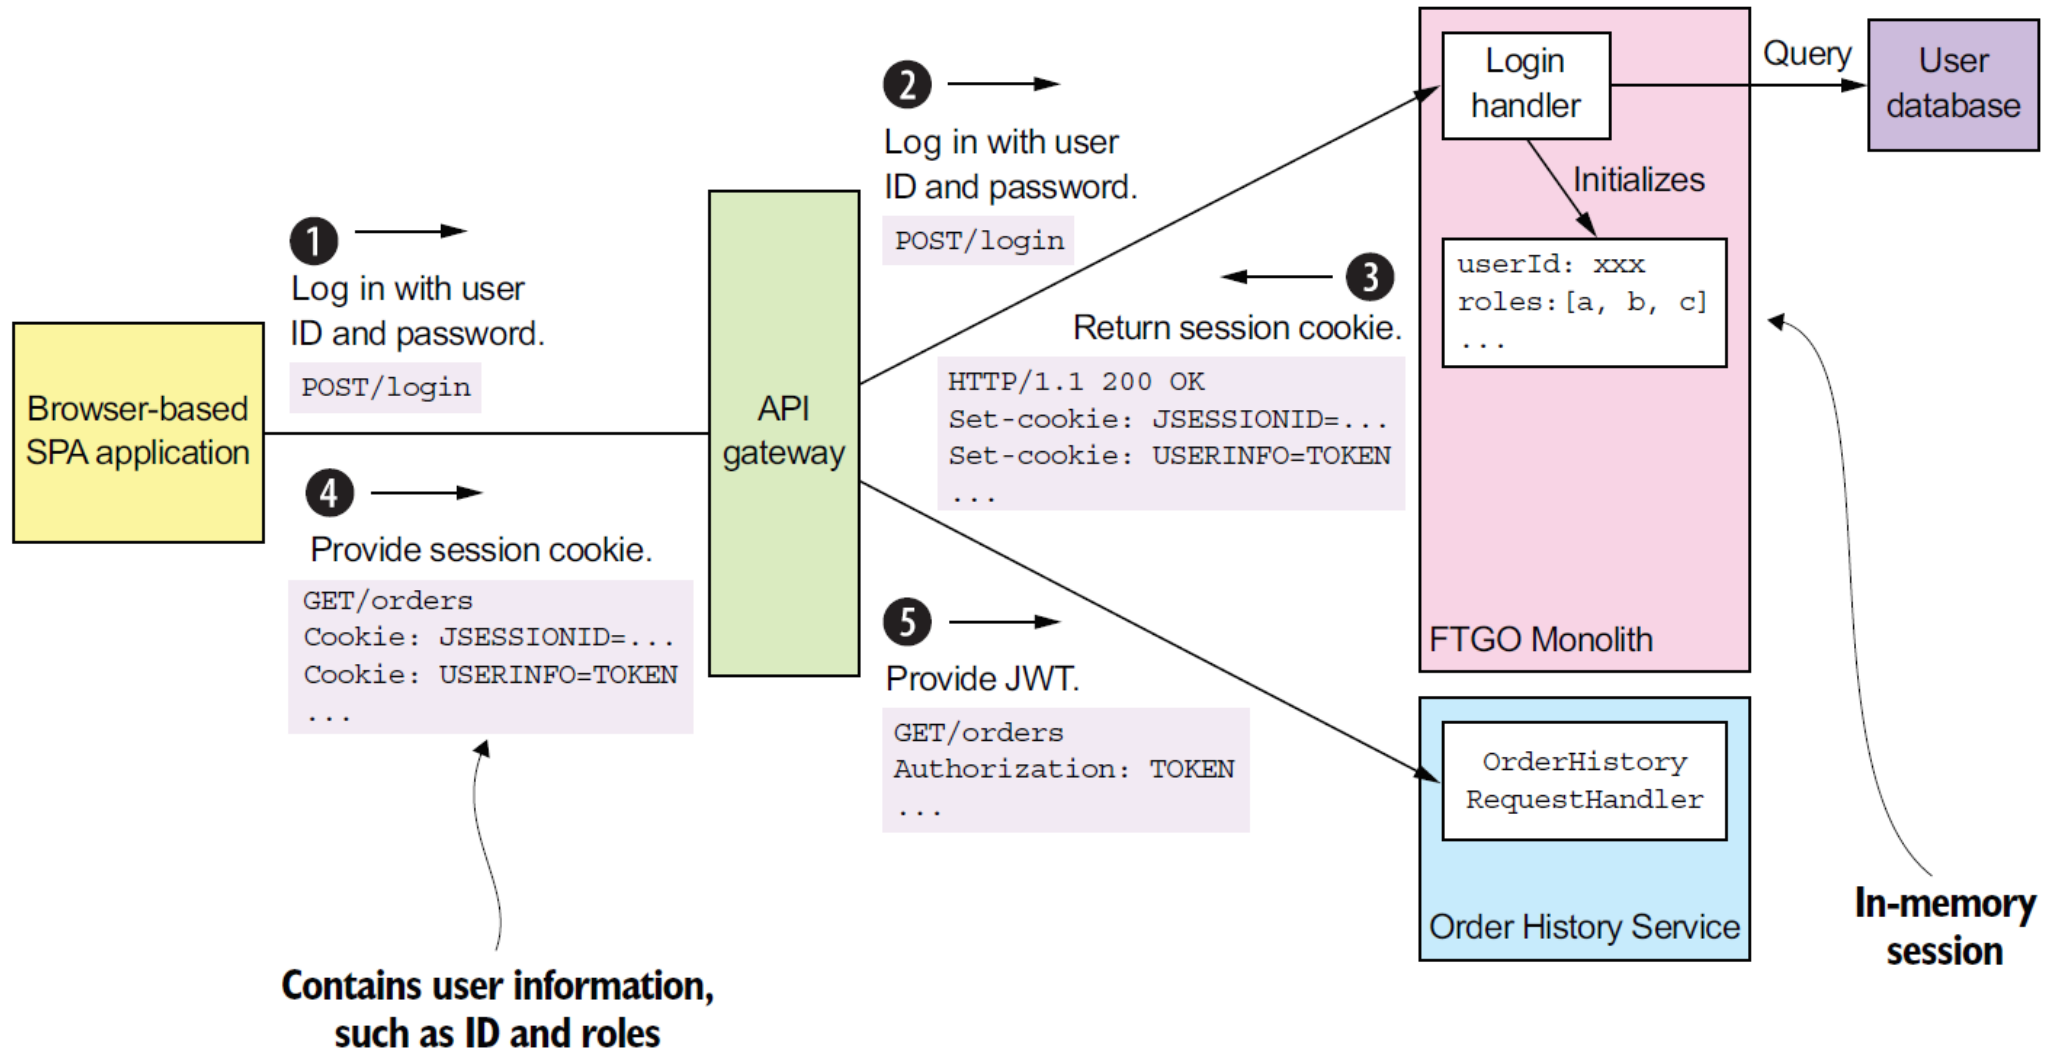 1
Log in with user
ID and password.
POST/login
Browser-based
SPA application
4
Provide session cookie.
GET/orders
Cookie: JSESSIONID=...
Cookie: USERINFO=TOKEN
...
Contains user information,
such as ID and roles
API
gateway
2
Log in with user
ID and password.
POST/login
3
Return session cookie.
HTTP/1.1 200 OK
Set-cookie: JSESSIONID=...
Set-cookie: USERINFO=TOKEN
...
5
Provide JWT.
GET/orders
Authorization: TOKEN
...
Login
handler
Query
User
database
Initializes
userId: xxx
roles:[a, b, c]
...
FTGO Monolith
OrderHistory
RequestHandler
Order History Service
In-memory
session